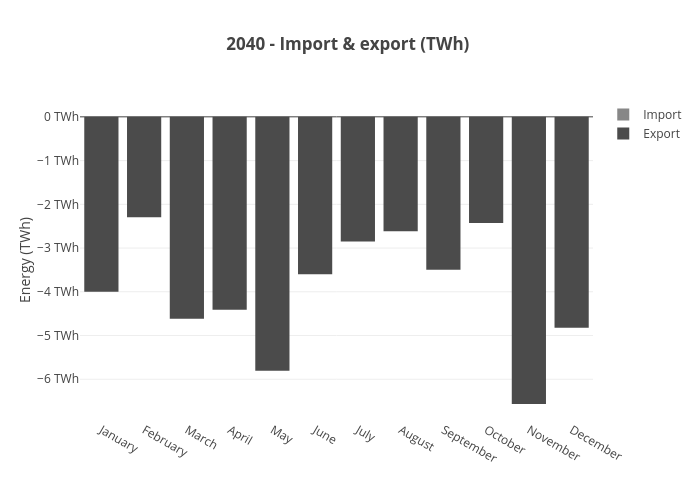 2040 - Import & export (TWh)
Import
Export
Energy (TWh)
0 TWh
−1 TWh
−2 TWh
−3 TWh
−4 TWh
−5 TWh
−6 TWh
January
February
March
April
May
June
July
August
September
October
November
December